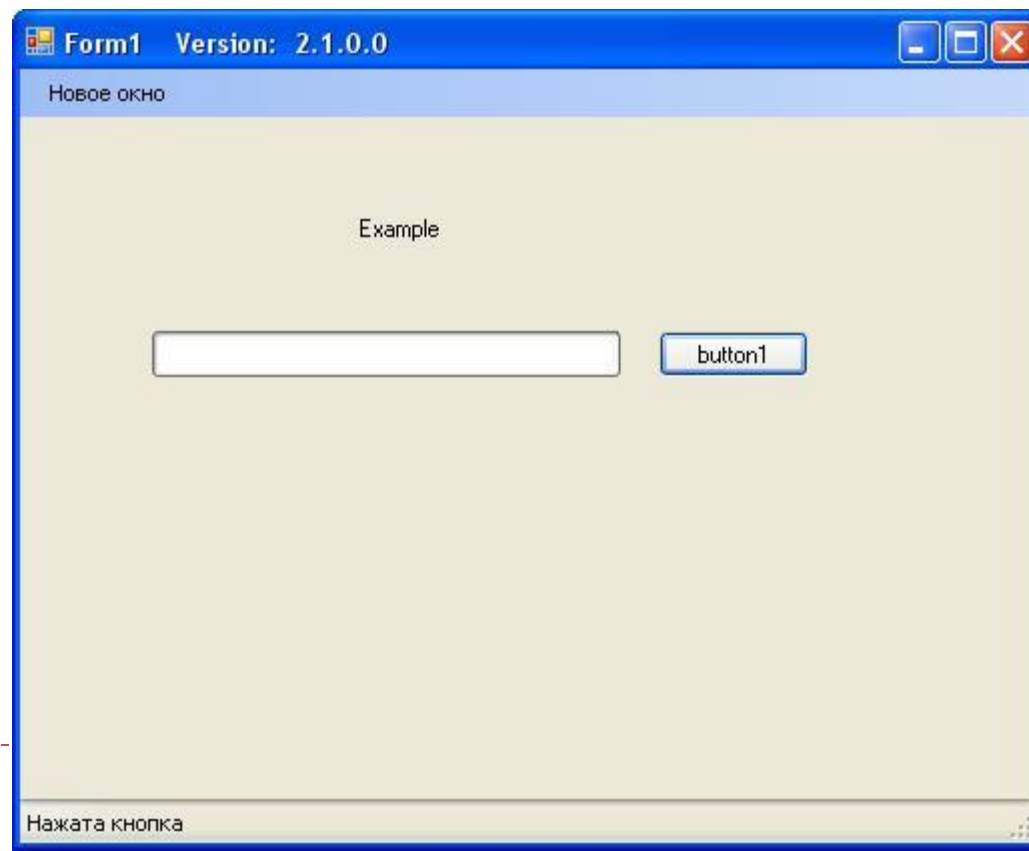 Form1 Version: 2.1.0.0
Новое окно
Example
button1
Нажата кнопка